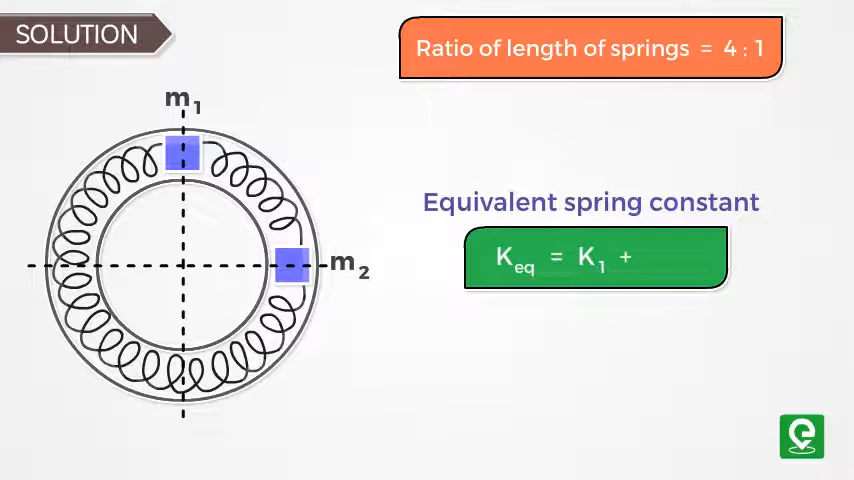 SOLUTION
Ratio of length of springs = 4 : 1
m1
Equivalent spring constant
Keq = K1 +
m2